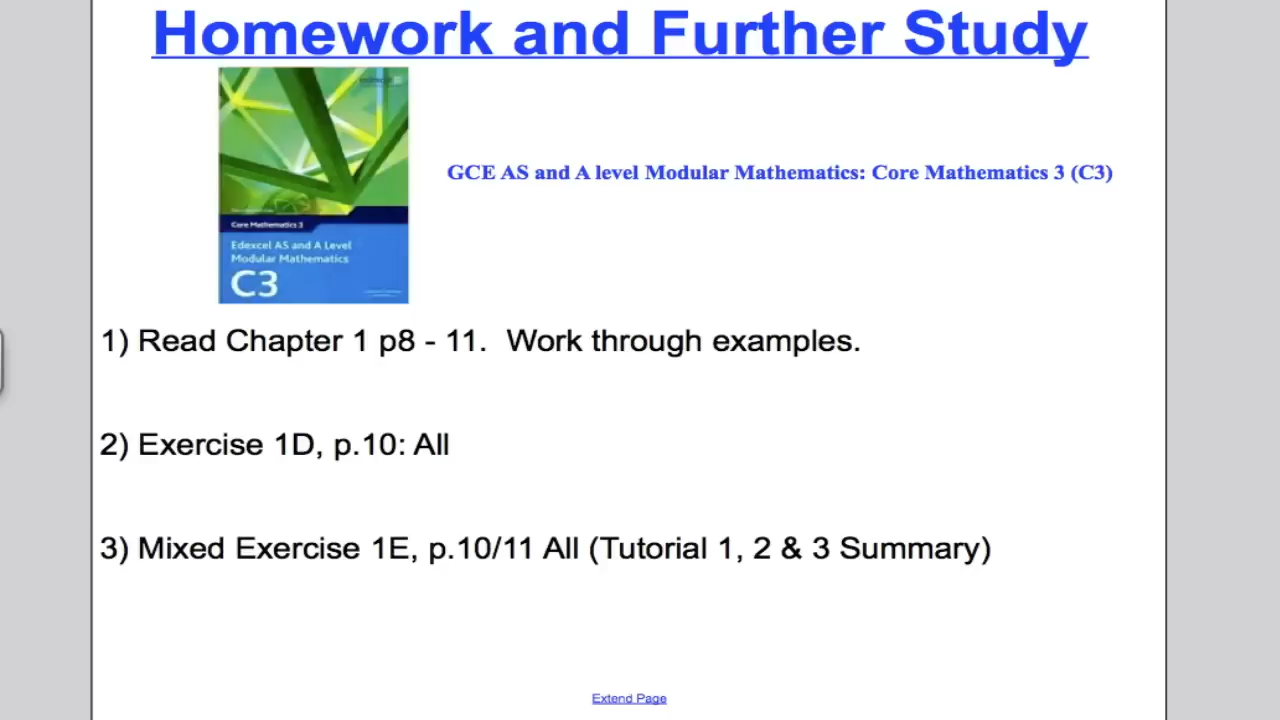 Homework and Further Study
GCE AS and A level Modular Mathematics: Core Mathematics 3 (C3)
Core Mathematics 3
Edexcel AS and A Level
Modular Mathematics
C3
1) Read Chapter 1 p8 - 11. Work through examples.
2) Exercise 1D, p.10: All
3) Mixed Exercise 1E, p.10/11 All (Tutorial 1, 2 & 3 Summary)
Extend Page